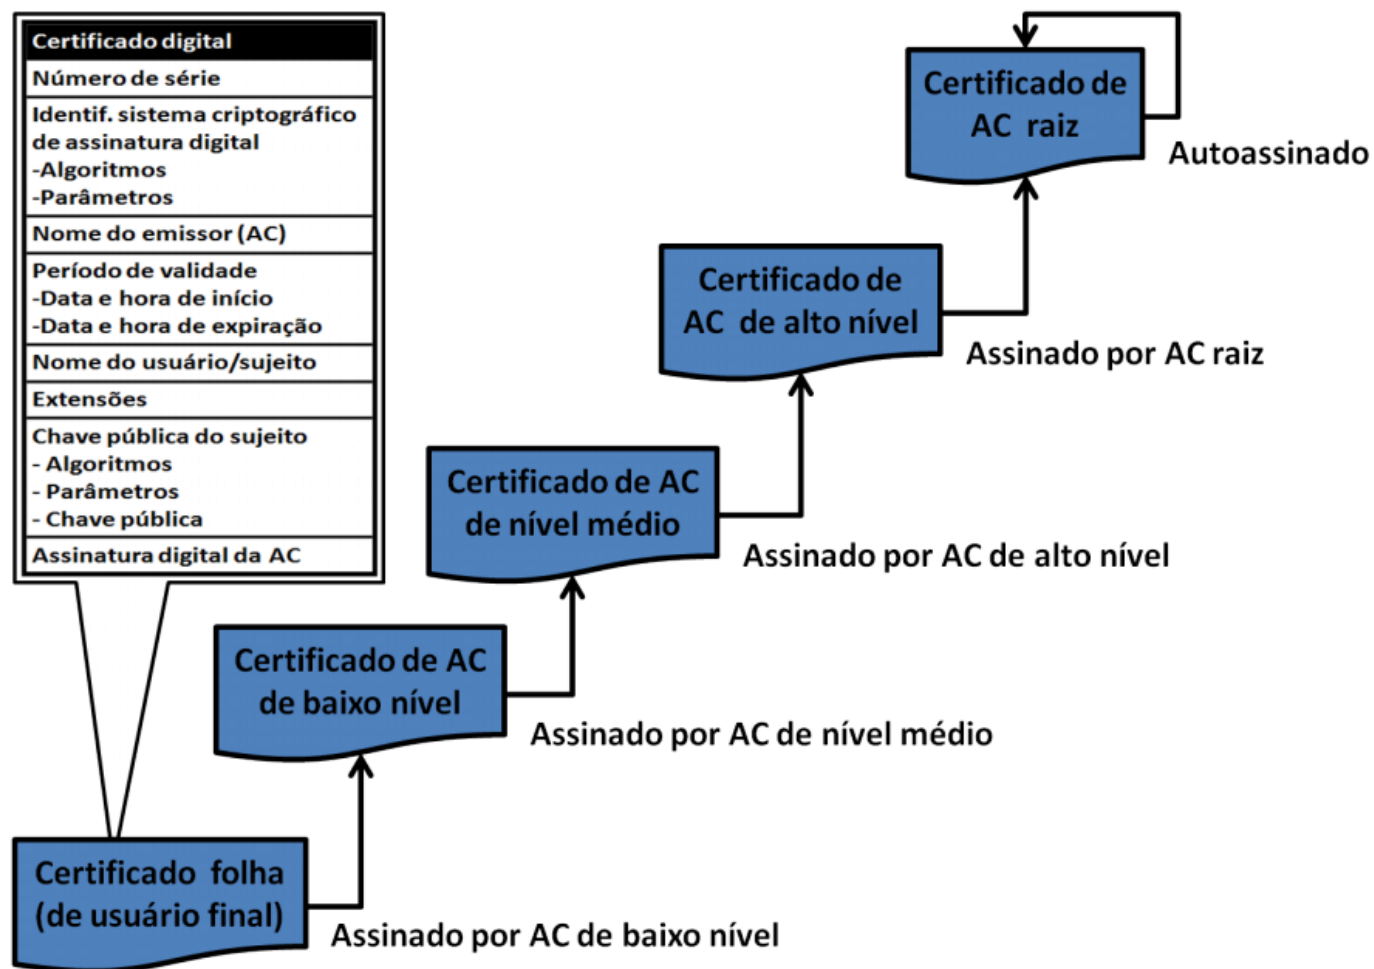 Certificado digital
Número de série
Identif. sistema criptográfico
de assinatura digital
-Algoritmos
-Parâmetros
Nome do emissor (AC)
Período de validade
-Data e hora de início
-Data e hora de expiração
Nome do usuário/sujeito
Extensões
Chave pública do sujeito
- Algoritmos
- Parâmetros
- Chave pública
Assinatura digital da AC
Certificado de
AC raiz
Autoassinado
Certificado de
AC de alto nível
Assinado por AC raiz
Certificado de AC
de nível médio
Assinado por AC de alto nível
Certificado de AC
de baixo nível
Assinado por AC de nível médio
Certificado folha
(de usuário final)
Assinado por AC de baixo nível